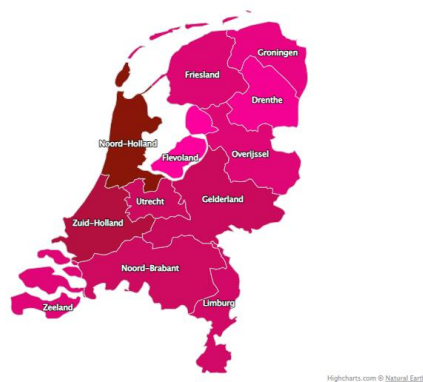 Groningen
Friesland
Drenthe
Noord-Holland
Flevoland
Overijssel
Utrecht
Gelderland
Zuid-Holland
Noord-Brabant
Zeeland
Limburg
Highcharts.com © Natural Earth